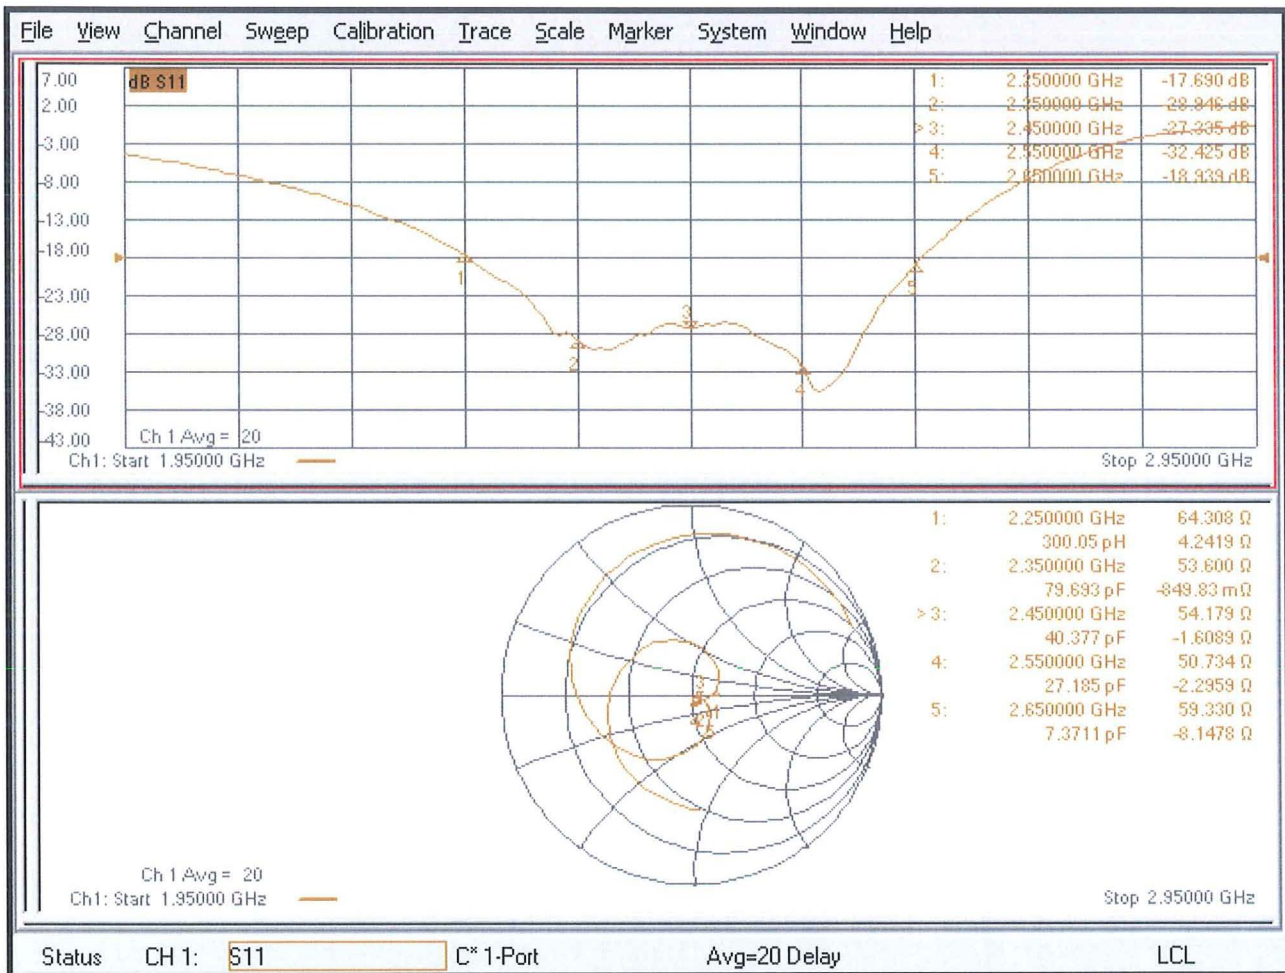 File View Channel Sweep Calibration Trace Scale Marker System Window Help
7.00
2.00
-3.00
-8.00
-13.00
-18.00
-23.00
-28.00
-33.00
-38.00
-43.00
dB S11
1: 2.250000 GHz -17.690 dB
2: 2.350000 GHz -28.946 dB
> 3: 2.450000 GHz -27.335 dB
4: 2.550000 GHz -32.425 dB
5: 2.650000 GHz -18.939 dB
1
2
3
4
5
Ch 1 Avg = 20
Ch1: Start 1.95000 GHz
Stop 2.95000 GHz
1: 2.250000 GHz 64.308 Ω
300.05 pH 4.2419 Ω
2: 2.350000 GHz 53.600 Ω
79.693 pF -849.83 mΩ
> 3: 2.450000 GHz 54.179 Ω
40.377 pF -1.6089 Ω
4: 2.550000 GHz 50.734 Ω
27.185 pF -2.2959 Ω
5: 2.650000 GHz 59.330 Ω
7.3711 pF -8.1478 Ω
Ch 1 Avg = 20
Ch1: Start 1.95000 GHz
Stop 2.95000 GHz
Status CH 1: S11 C* 1-Port Avg=20 Delay LCL